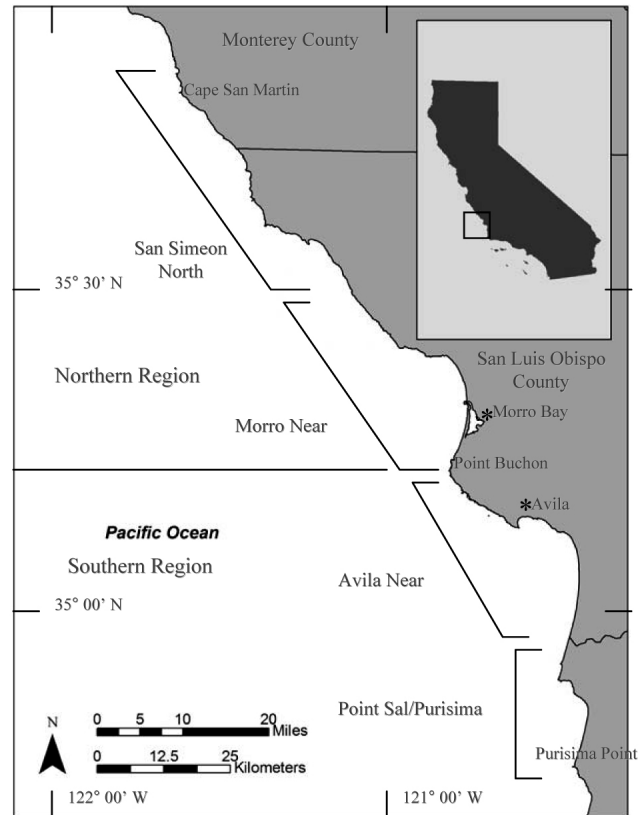 Monterey County
Cape San Martin
San Simeon
North
35° 30' N
San Luis Obispo
County
Northern Region
Morro Bay
Morro Near
Point Buchon
Avila
Pacific Ocean
Southern Region
Avila Near
35° 00' N
Point Sal/Purisima
N
0 5 10 20
Miles
Purisima Point
0 12.5 25
Kilometers
122° 00' W
121° 00' W